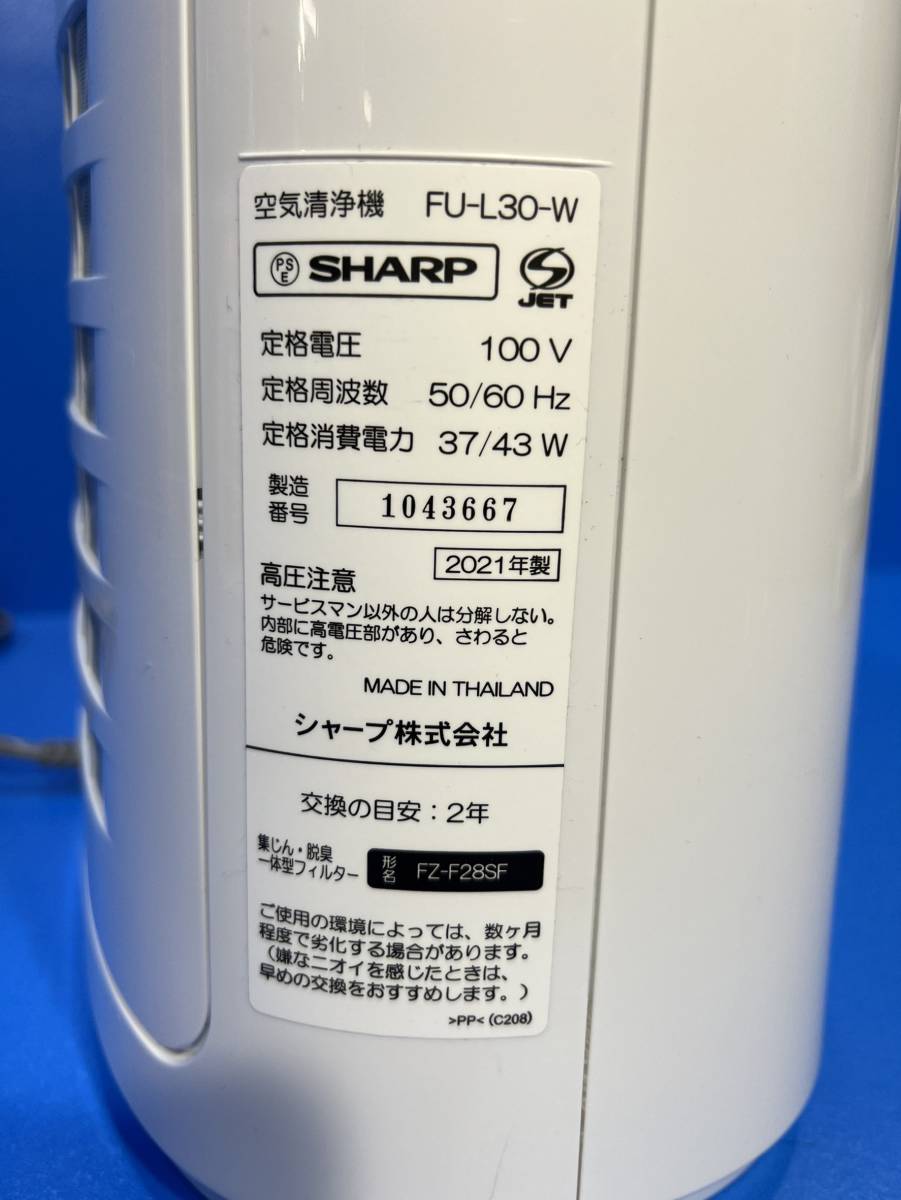 空気清浄機 FU-L30-W
PSE SHARP JET
定格電圧 100 V
定格周波数 50/60 Hz
定格消費電力 37/43 W
製造
番号 1043667
2021年製
高圧注意
サービスマン以外の人は分解しない。
内部に高電圧部があり、さわると
危険です。
MADE IN THAILAND
シャープ株式会社
交換の目安：2年
集じん・脱臭
一体型フィルター 形名 FZ-F28SF
ご使用の環境によっては、数ヶ月
程度で劣化する場合があります。
（嫌なニオイを感じたときは、
早めの交換をおすすめします。）
>PP< (C208)